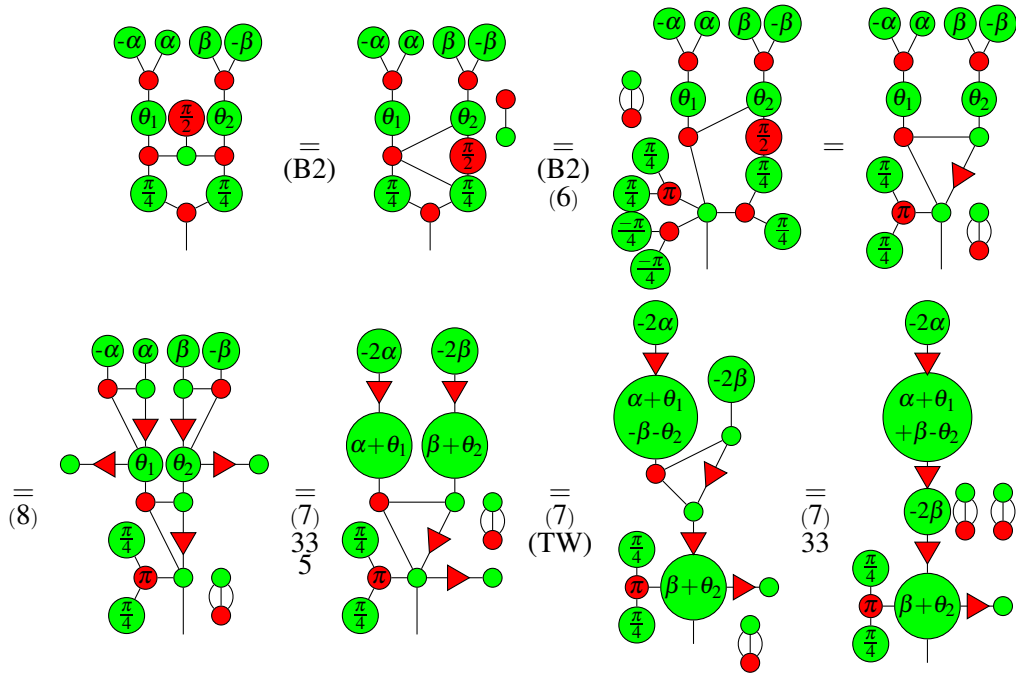 -α α β -β
θ₁ π/2 θ₂
π/4 π/4
=
(B2)
-α α β -β
θ₁ θ₂
π/2
π/4 π/4
=
(B2)
(6)
-α α β -β
θ₁ θ₂
π/2
π/4 π/4
π/4 π
-π/4 π/4
-π/4
=
-α α β -β
θ₁ θ₂
π/4
π
π/4
=
(8)
-α α β -β
θ₁ θ₂
π/4
π
π/4
=
(7)
33
5
-2α -2β
α+θ₁ β+θ₂
π/4
π
π/4
=
(7)
(TW)
-2α
α+θ₁ -2β
-β-θ₂
π/4
π β+θ₂
π/4
=
(7)
33
-2α
α+θ₁
+β-θ₂
-2β
π/4
π β+θ₂
π/4